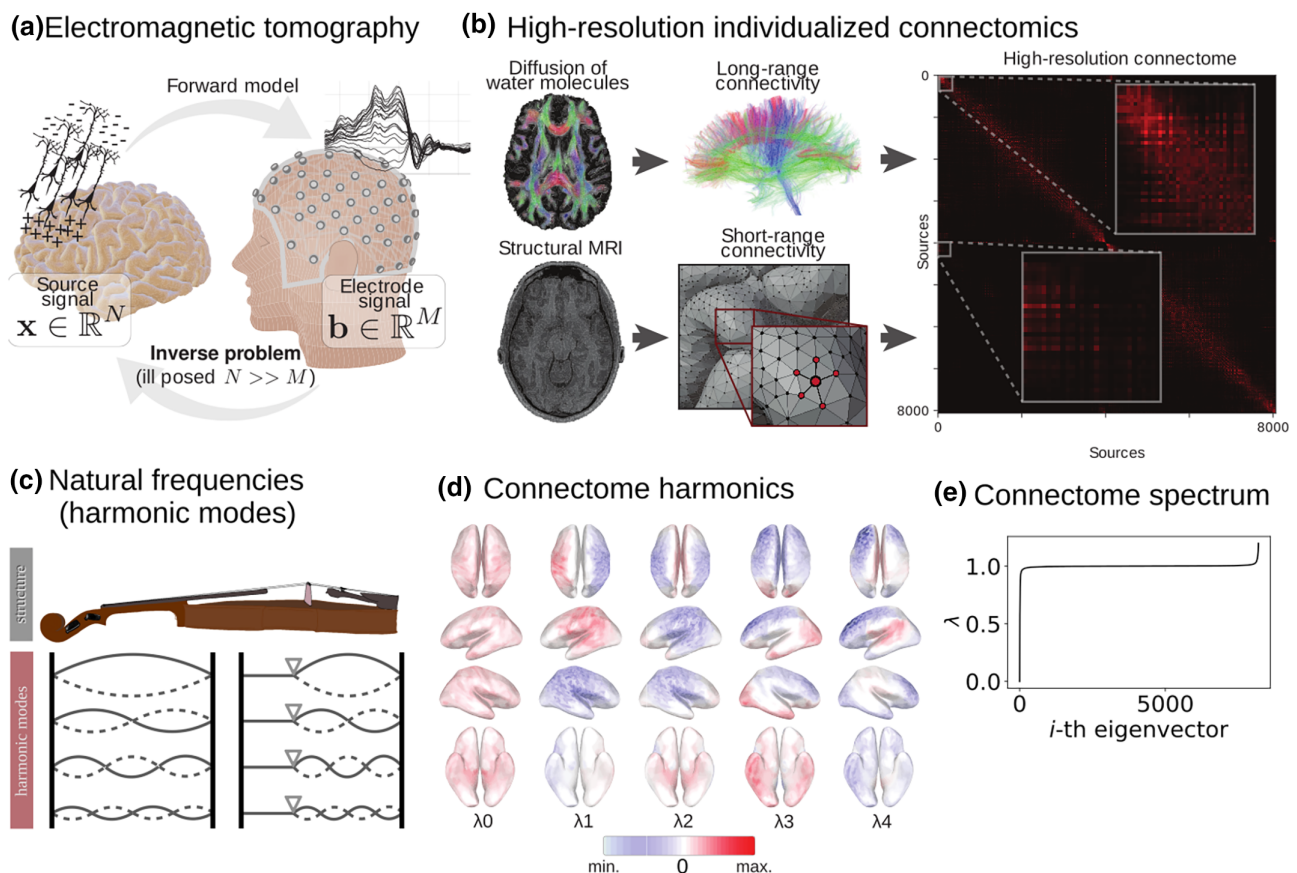 (a) Electromagnetic tomography
Forward model
Source
signal
x ∈ ℝ^N
Electrode
signal
b ∈ ℝ^M
Inverse problem
(ill posed N >> M)
(b) High-resolution individualized connectomics
Diffusion of
water molecules
Long-range
connectivity
Structural MRI
Short-range
connectivity
High-resolution connectome
0
Sources
8000
0
8000
Sources
(c) Natural frequencies
(harmonic modes)
structure
harmonic modes
(d) Connectome harmonics
λ0 λ1 λ2 λ3 λ4
min. 0 max.
(e) Connectome spectrum
1.0
λ 0.5
0.0
0 5000
i-th eigenvector